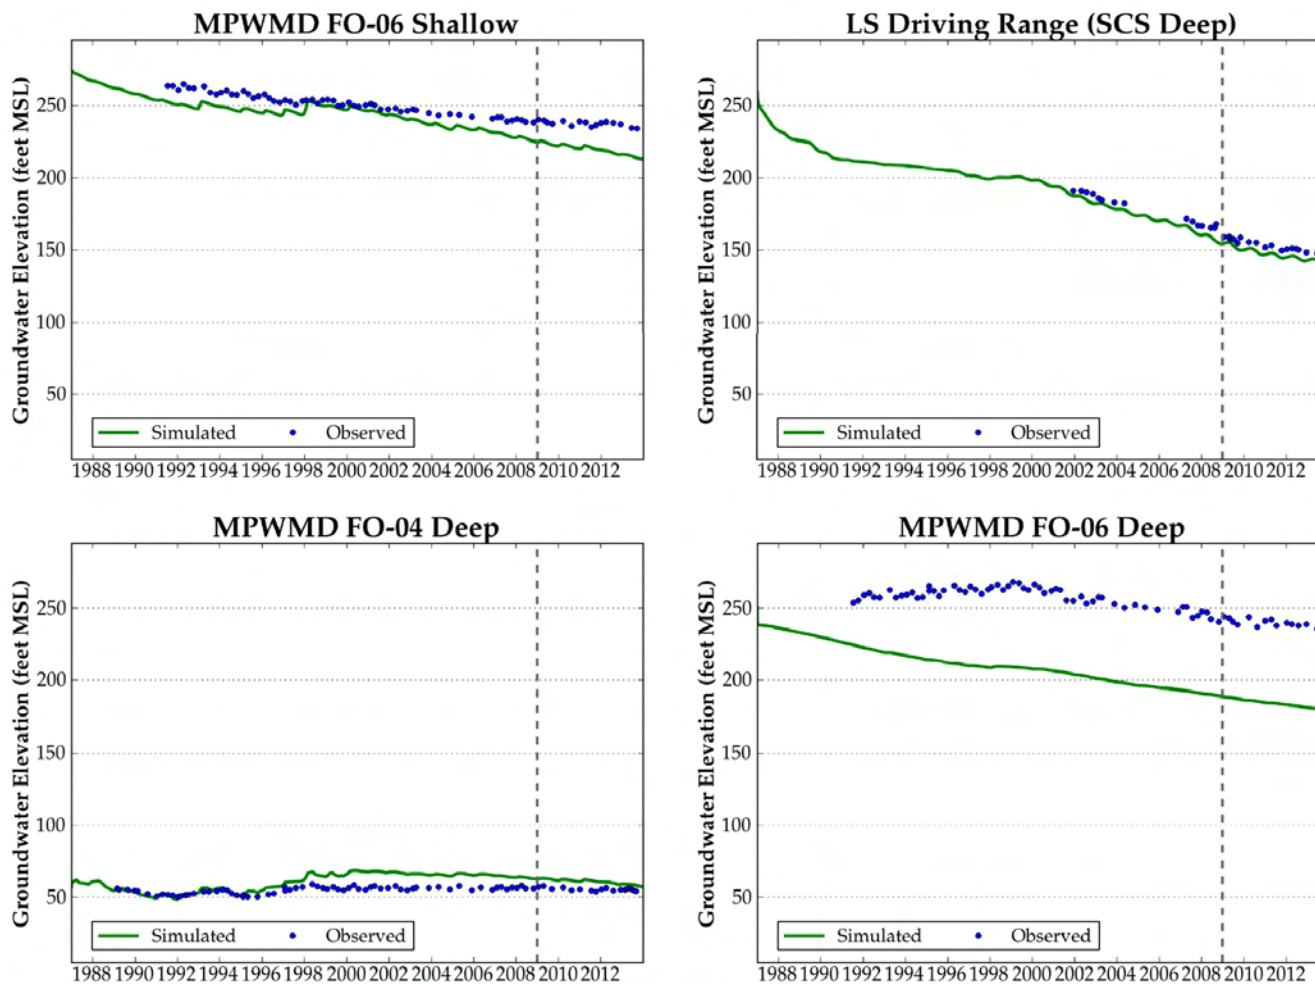 MPWMD FO-06 Shallow
Groundwater Elevation (feet MSL)
250
200
150
100
50
Simulated Observed
1988 1990 1992 1994 1996 1998 2000 2002 2004 2006 2008 2010 2012
LS Driving Range (SCS Deep)
Groundwater Elevation (feet MSL)
250
200
150
100
50
Simulated Observed
1988 1990 1992 1994 1996 1998 2000 2002 2004 2006 2008 2010 2012
MPWMD FO-04 Deep
Groundwater Elevation (feet MSL)
250
200
150
100
50
Simulated Observed
1988 1990 1992 1994 1996 1998 2000 2002 2004 2006 2008 2010 2012
MPWMD FO-06 Deep
Groundwater Elevation (feet MSL)
250
200
150
100
50
Simulated Observed
1988 1990 1992 1994 1996 1998 2000 2002 2004 2006 2008 2010 2012